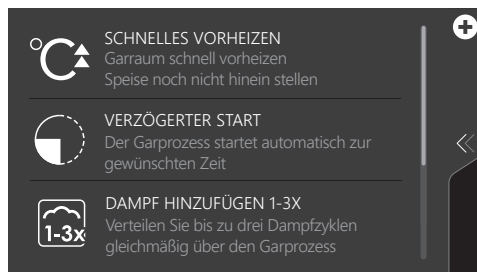 °C
SCHNELLES VORHEIZEN
Garraum schnell vorheizen
Speise noch nicht hinein stellen
VERZÖGERTER START
Der Garprozess startet automatisch zur
gewünschten Zeit
1-3x
DAMPF HINZUFÜGEN 1-3X
Verteilen Sie bis zu drei Dampfzyklen
gleichmäßig über den Garprozess